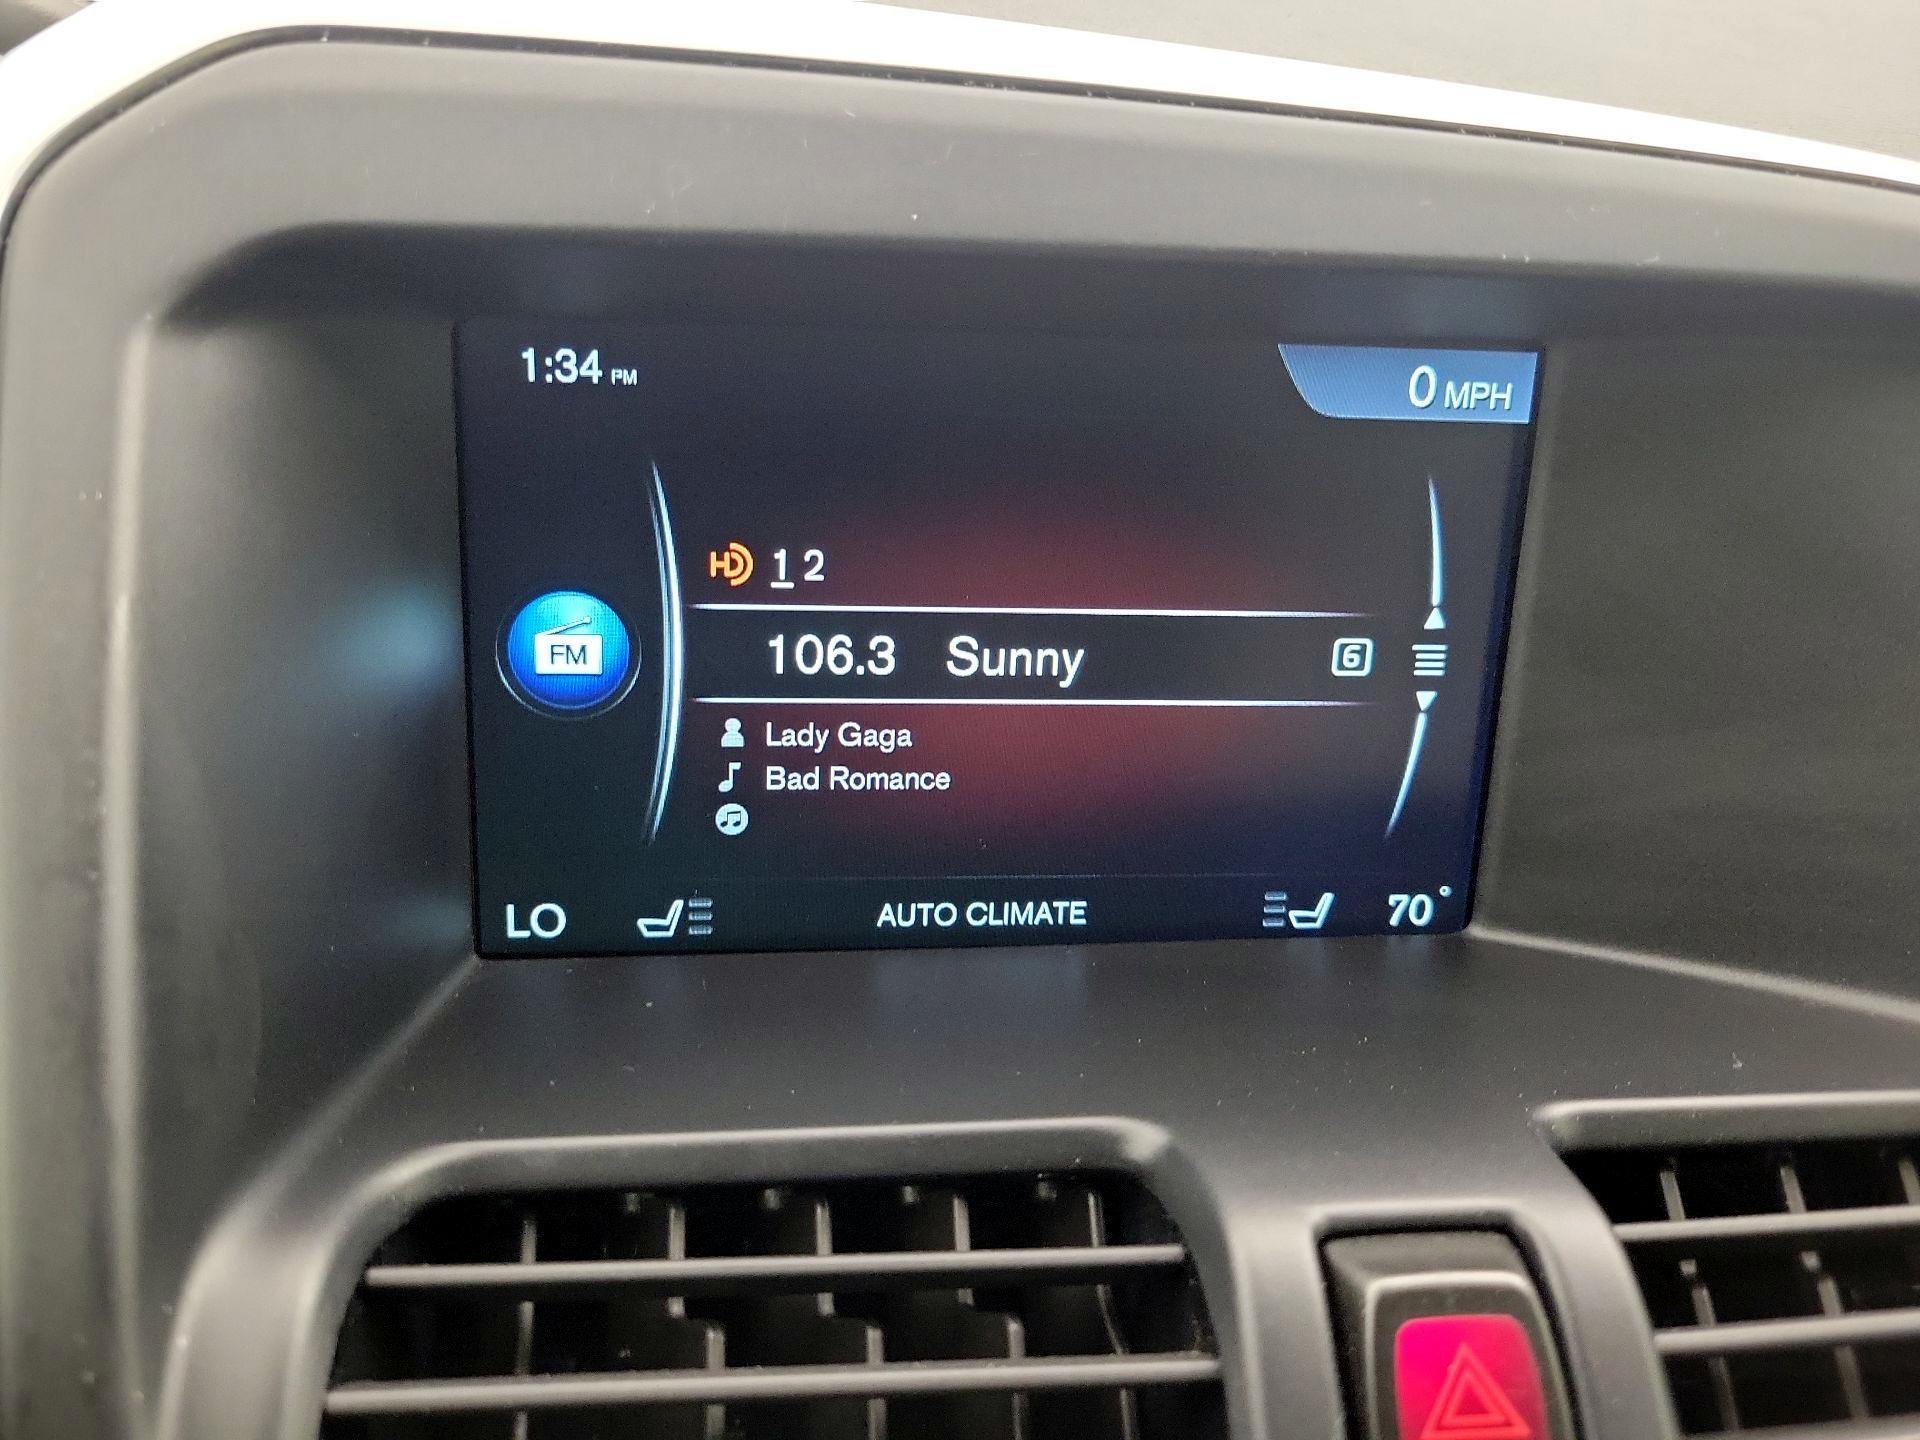 1:34 PM
0 MPH
HD 1 2
FM
106.3 Sunny 6
Lady Gaga
Bad Romance
LO AUTO CLIMATE 70°